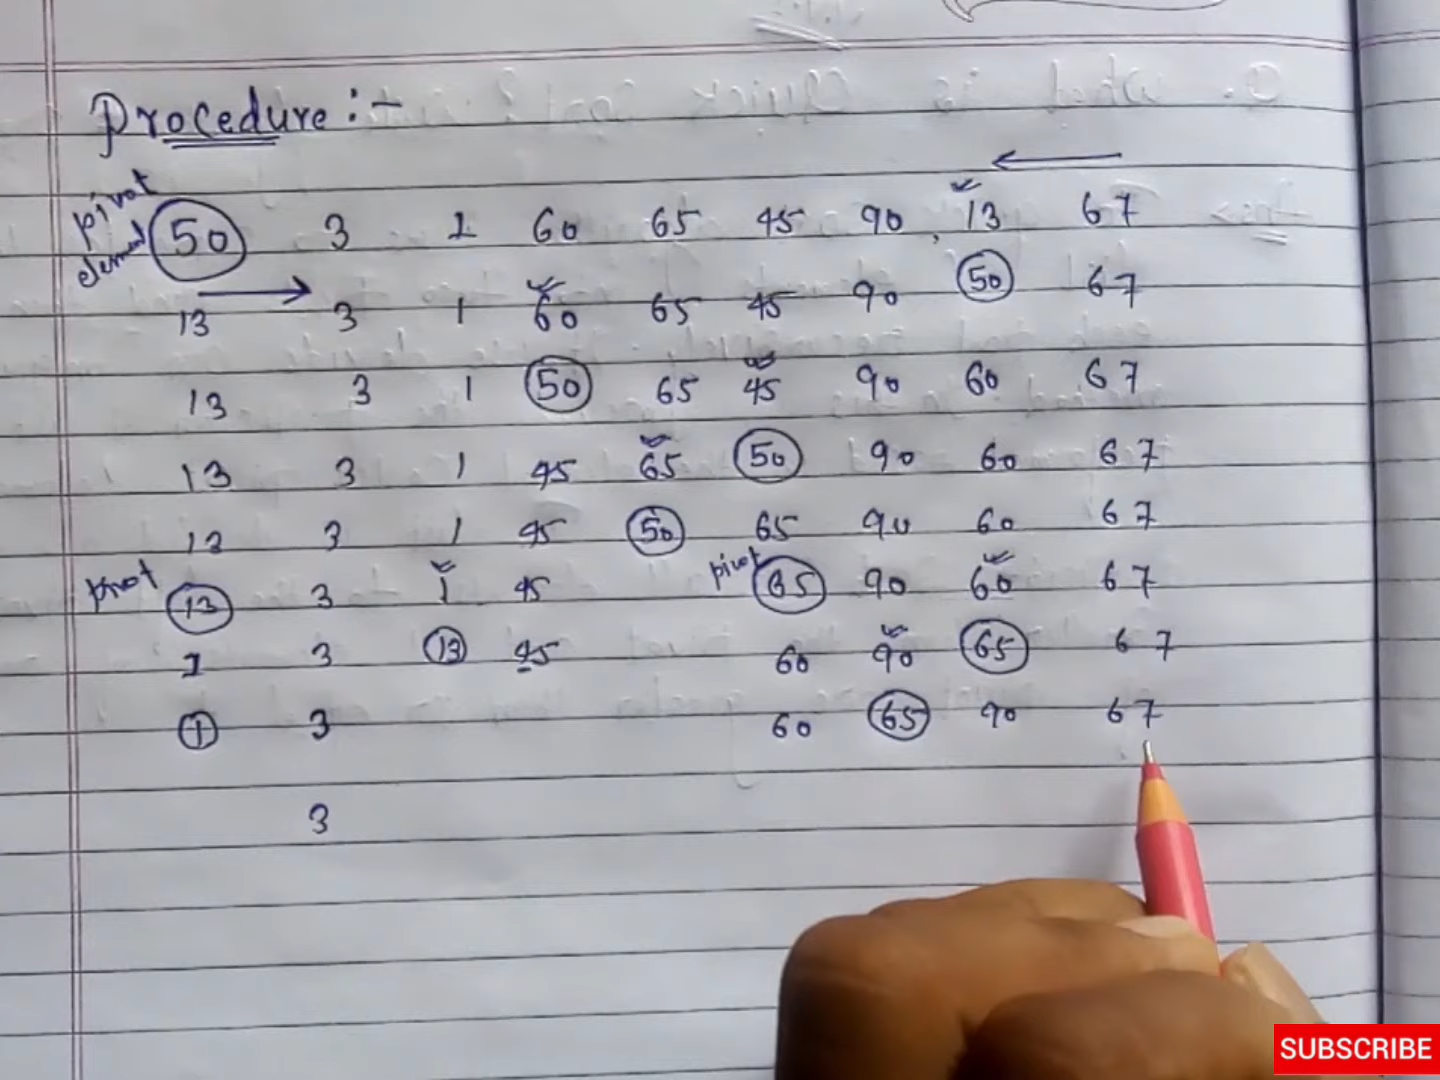 Procedure :-
pivot
element
50 3 1 60 65 45 90 , 13 67
13 3 1 60 65 45 90 50 67
13 3 1 50 65 45 90 60 67
13 3 1 45 65 50 90 60 67
13 3 1 45 50 65 90 60 67
pivot 13 3 1 45 pivot 65 90 60 67
1 3 13 45 60 90 65 67
1 3 60 65 90 67
3
SUBSCRIBE